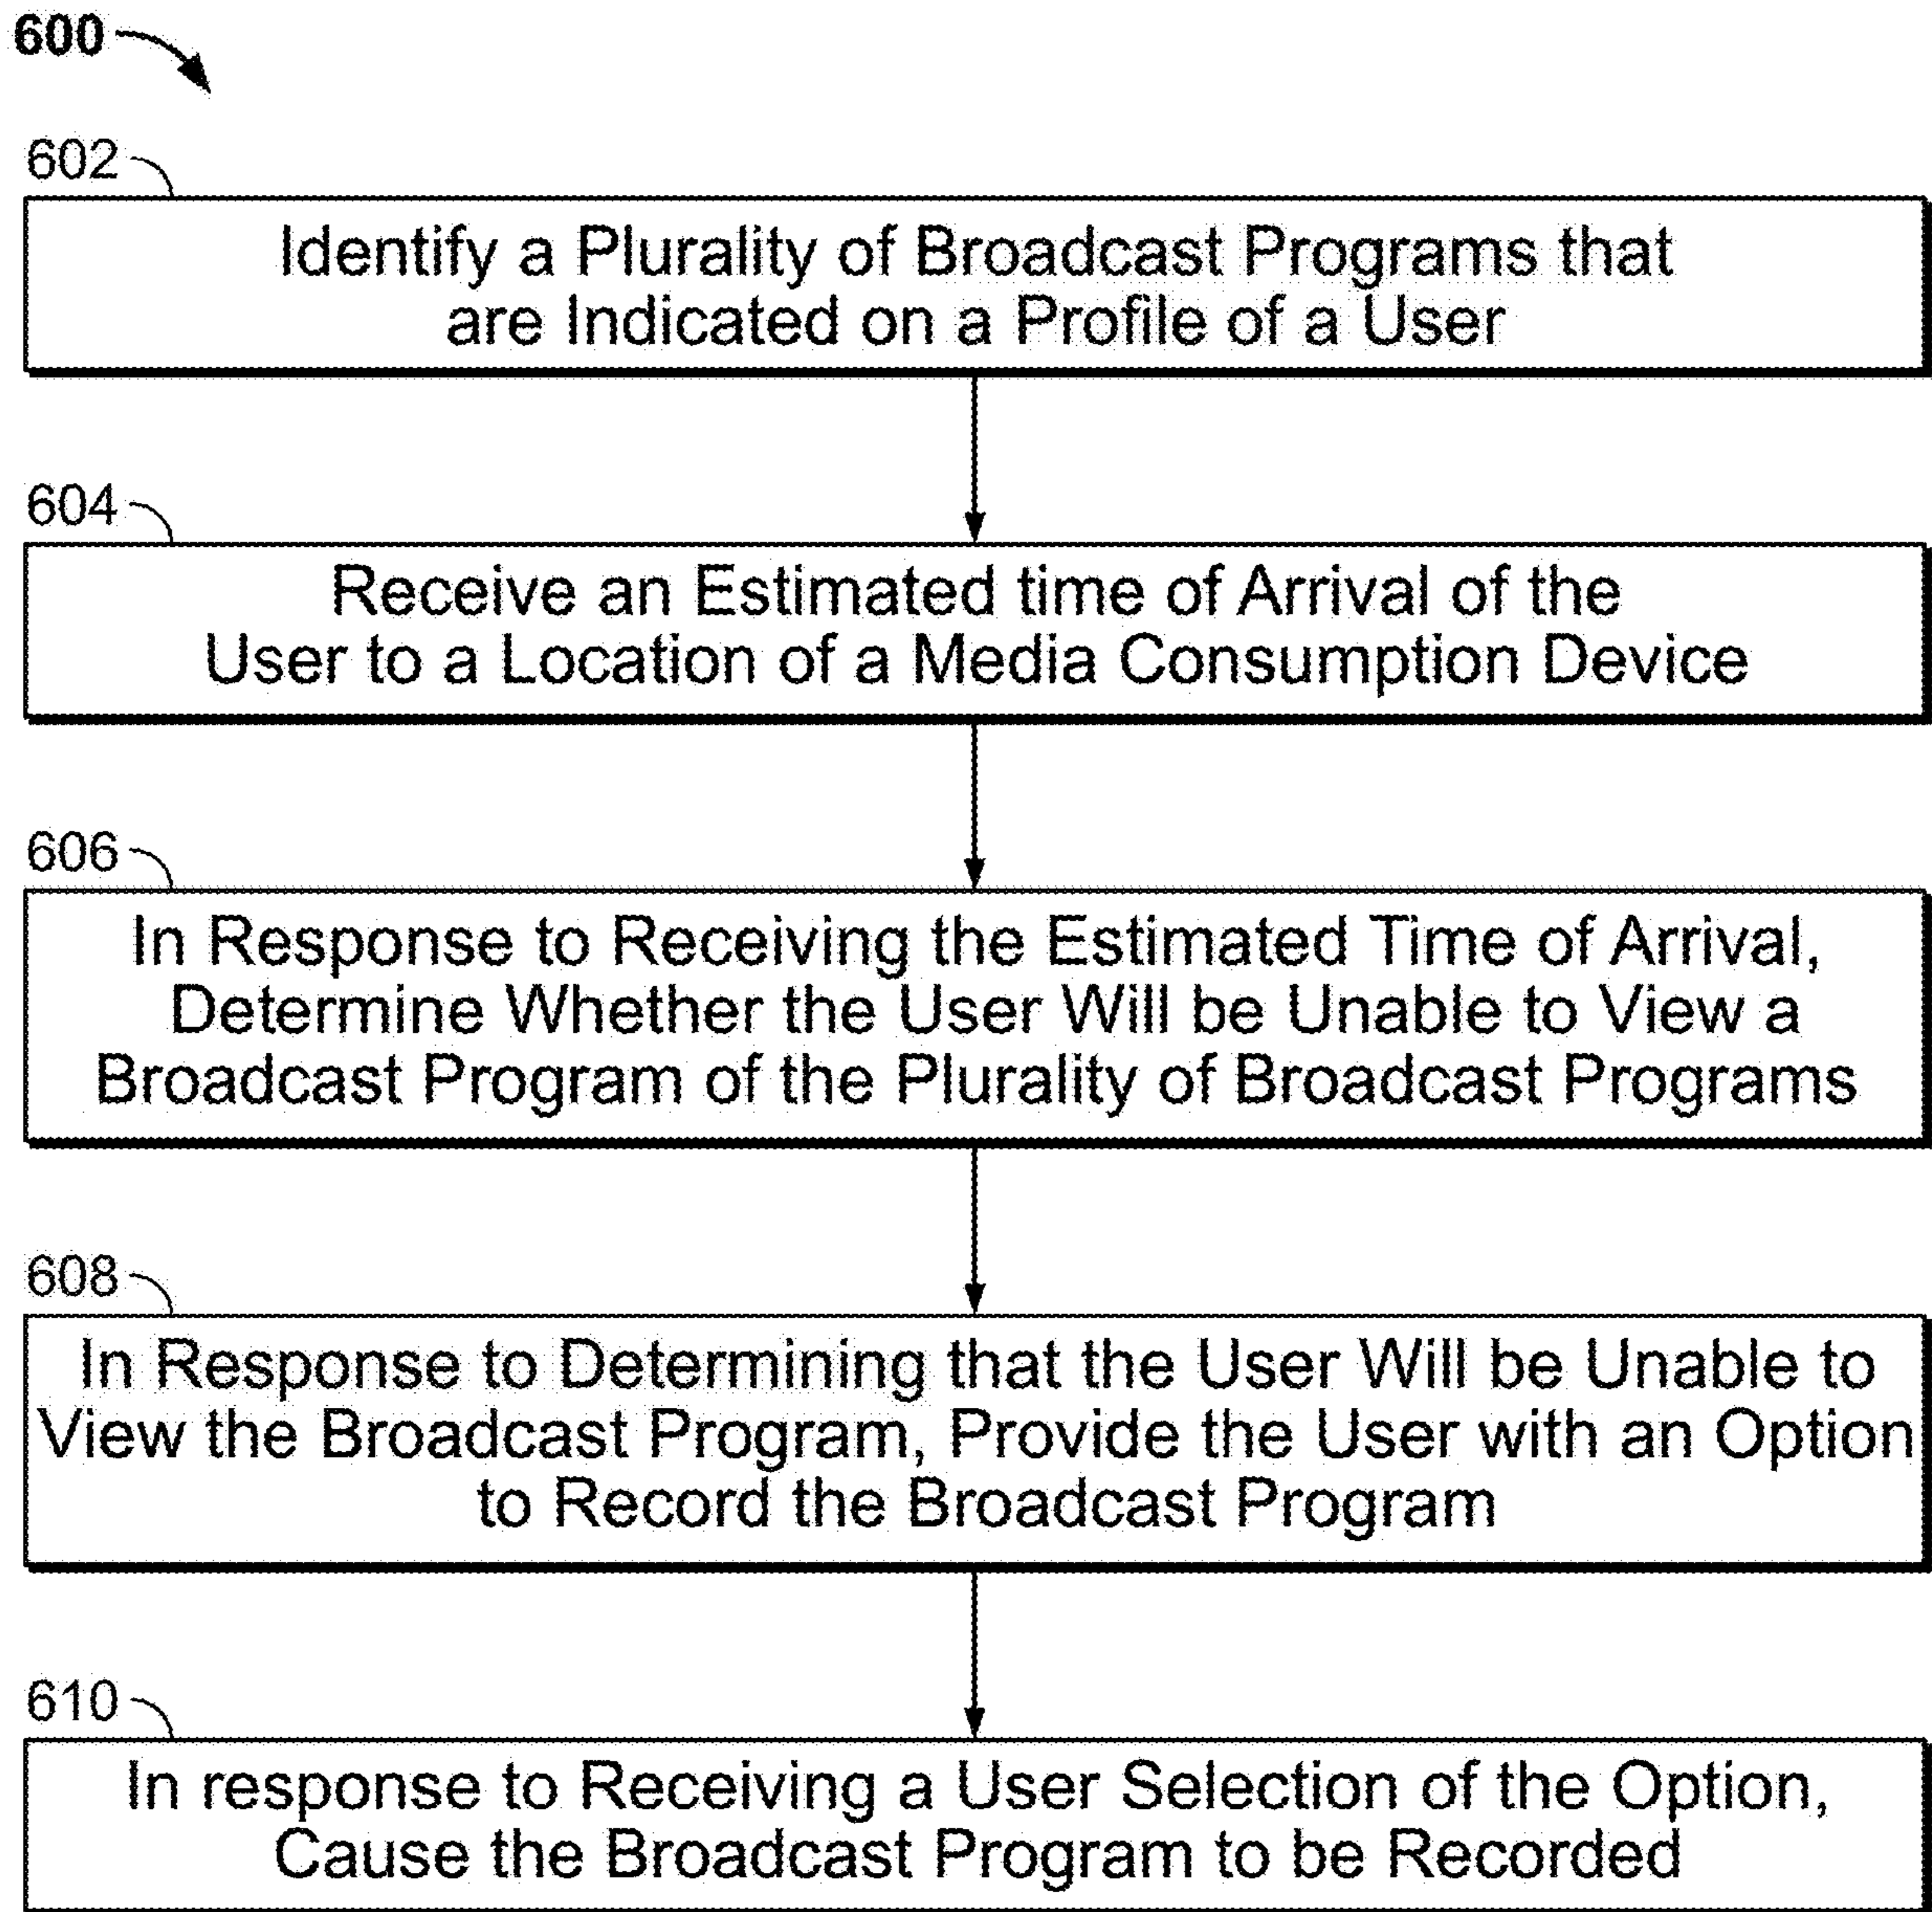 600
602
Identify a Plurality of Broadcast Programs that
are Indicated on a Profile of a User
604
Receive an Estimated time of Arrival of the
User to a Location of a Media Consumption Device
606
In Response to Receiving the Estimated Time of Arrival,
Determine Whether the User Will be Unable to View a
Broadcast Program of the Plurality of Broadcast Programs
608
In Response to Determining that the User Will be Unable to
View the Broadcast Program, Provide the User with an Option
to Record the Broadcast Program
610
In response to Receiving a User Selection of the Option,
Cause the Broadcast Program to be Recorded